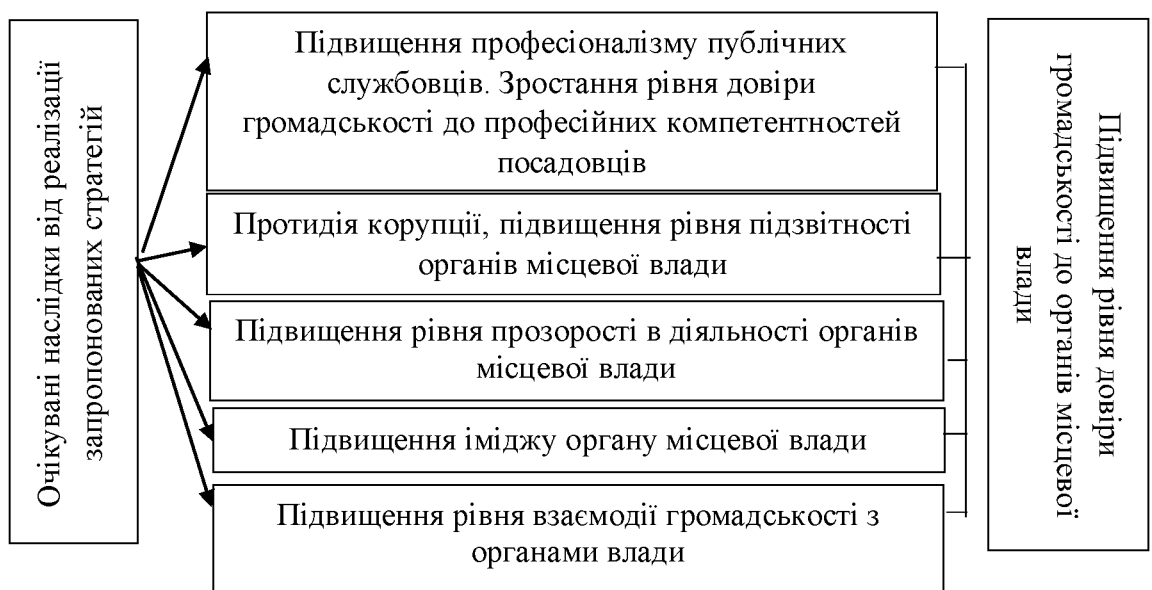 Очікувані наслідки від реалізації
запропонованих стратегій
Підвищення професіоналізму публічних
службовців. Зростання рівня довіри
громадськості до професійних компетентностей
посадовців
Протидія корупції, підвищення рівня підзвітності
органів місцевої влади
Підвищення рівня прозорості в діяльності органів
місцевої влади
Підвищення іміджу органу місцевої влади
Підвищення рівня взаємодії громадськості з
органами влади
Підвищення рівня довіри
громадськості до органів місцевої
влади